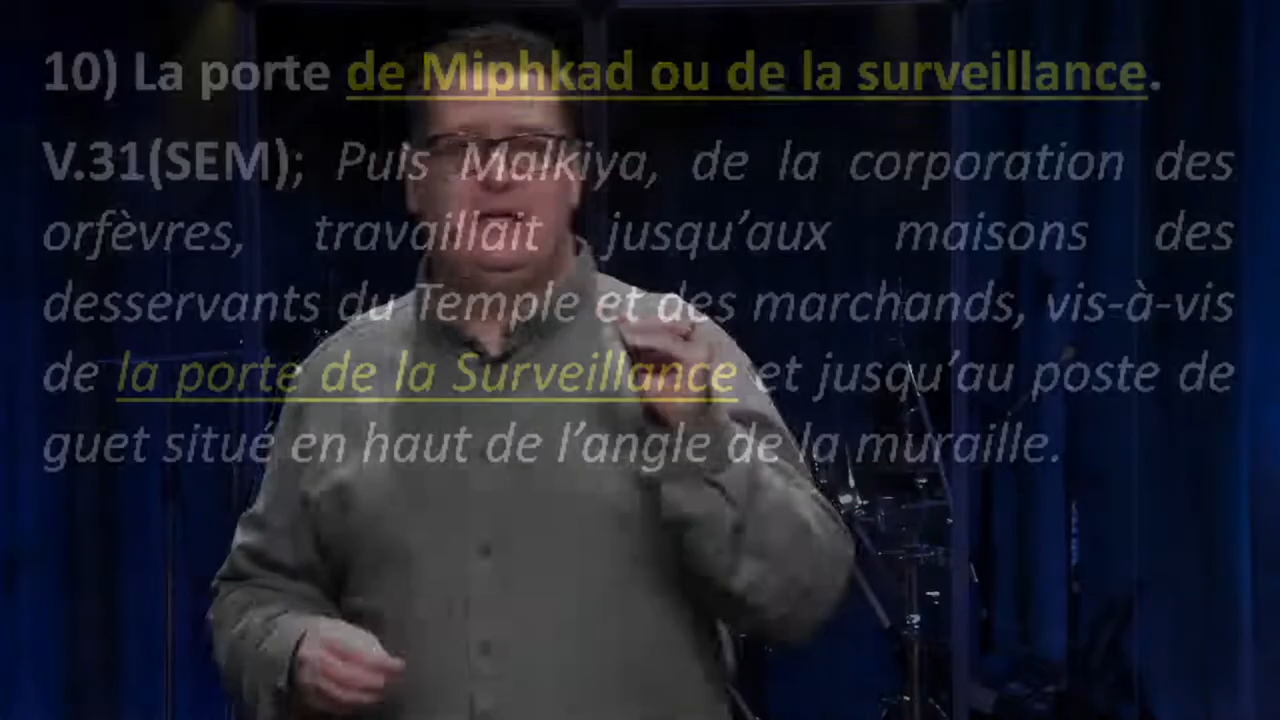 10) La porte de Miphkad ou de la surveillance.
V.31(SEM); Puis Malkiya, de la corporation des
orfèvres, travaillait jusqu’aux maisons des
desservants du Temple et des marchands, vis-à-vis
de la porte de la Surveillance et jusqu’au poste de
guet situé en haut de l’angle de la muraille.